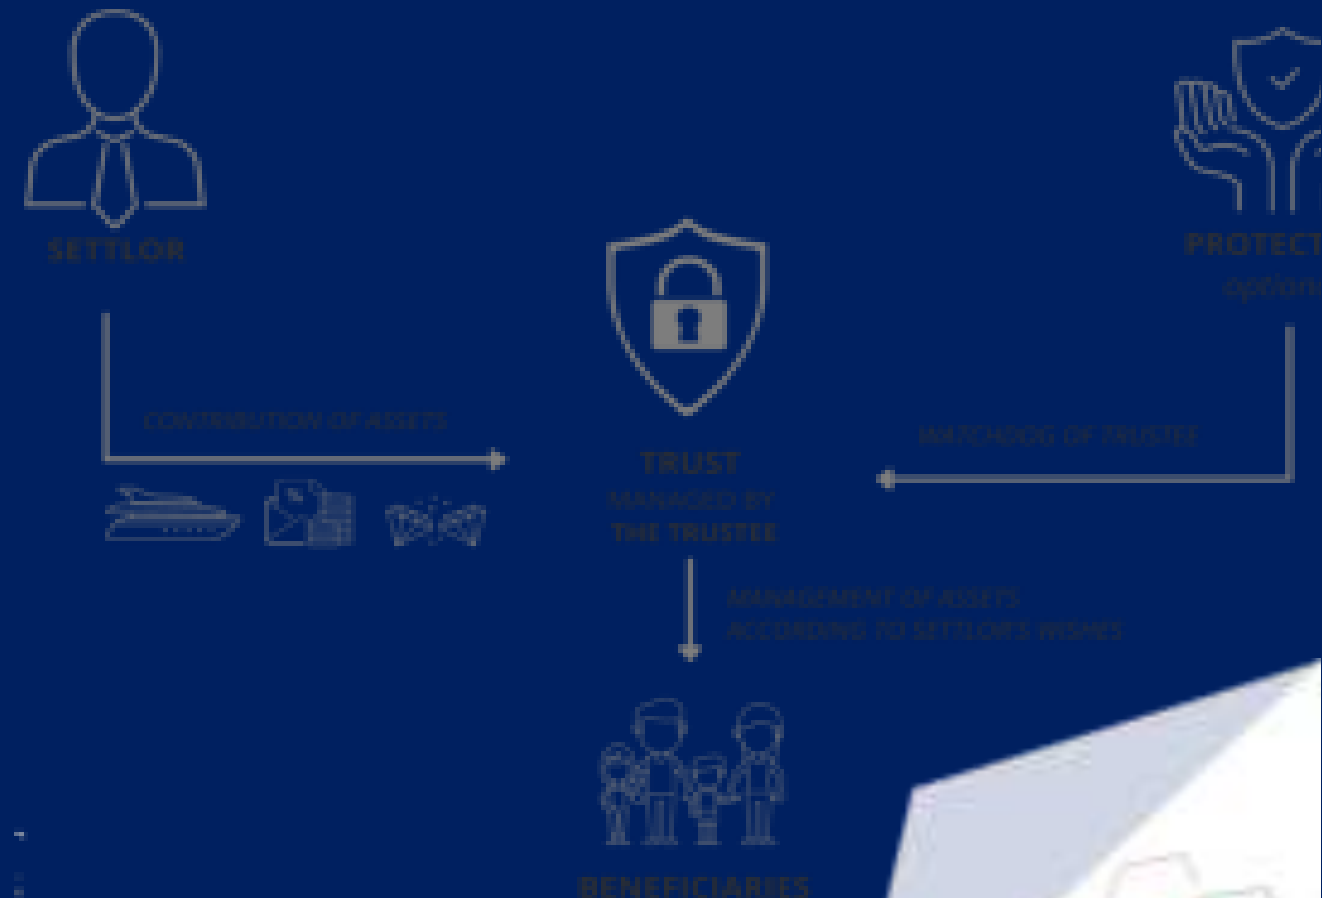 SETTLOR
PROTECT
option
CONTRIBUTION OF ASSETS
WATCHDOG OF TRUSTEE
TRUST
MANAGED BY
THE TRUSTEE
MANAGEMENT OF ASSETS
ACCORDING TO SETTLOR'S WISHES
BENEFICIARIES